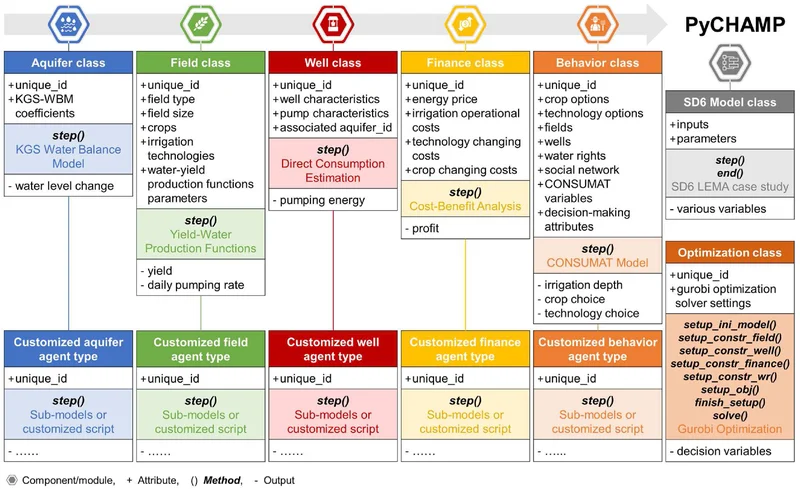 PyCHAMP
Aquifer class
+unique_id
+KGS-WBM
coefficients
step()
KGS Water Balance
Model
- water level change
Field class
+unique_id
+field type
+field size
+crops
+irrigation
technologies
+water-yield
production functions
parameters
step()
Yield-Water
Production Functions
- yield
- daily pumping rate
Well class
+unique_id
+well characteristics
+pump characteristics
+associated aquifer_id
step()
Direct Consumption
Estimation
- pumping energy
Finance class
+unique_id
+energy price
+irrigation operational
costs
+technology changing
costs
+crop changing costs
step()
Cost-Benefit Analysis
- profit
Behavior class
+unique_id
+crop options
+technology options
+fields
+wells
+water rights
+social network
+CONSUMAT
variables
+decision-making
attributes
step()
CONSUMAT Model
- irrigation depth
- crop choice
- technology choice
SD6 Model class
+inputs
+parameters
step()
end()
SD6 LEMA case study
- various variables
Optimization class
+unique_id
+gurobi optimization
solver settings
setup_ini_model()
setup_constr_field()
setup_constr_well()
setup_constr_finance()
setup_constr_wr()
setup_obj()
finish_setup()
solve()
Gurobi Optimization
- decision variables
Customized aquifer
agent type
+unique_id
step()
Sub-models or
customized script
- ......
Customized field
agent type
+unique_id
step()
Sub-models or
customized script
- ......
Customized well
agent type
+unique_id
step()
Sub-models or
customized script
- ......
Customized finance
agent type
+unique_id
step()
Sub-models or
customized script
- ......
Customized behavior
agent type
+unique_id
step()
Sub-models or
customized script
- ......
Component/module, + Attribute, () Method, - Output